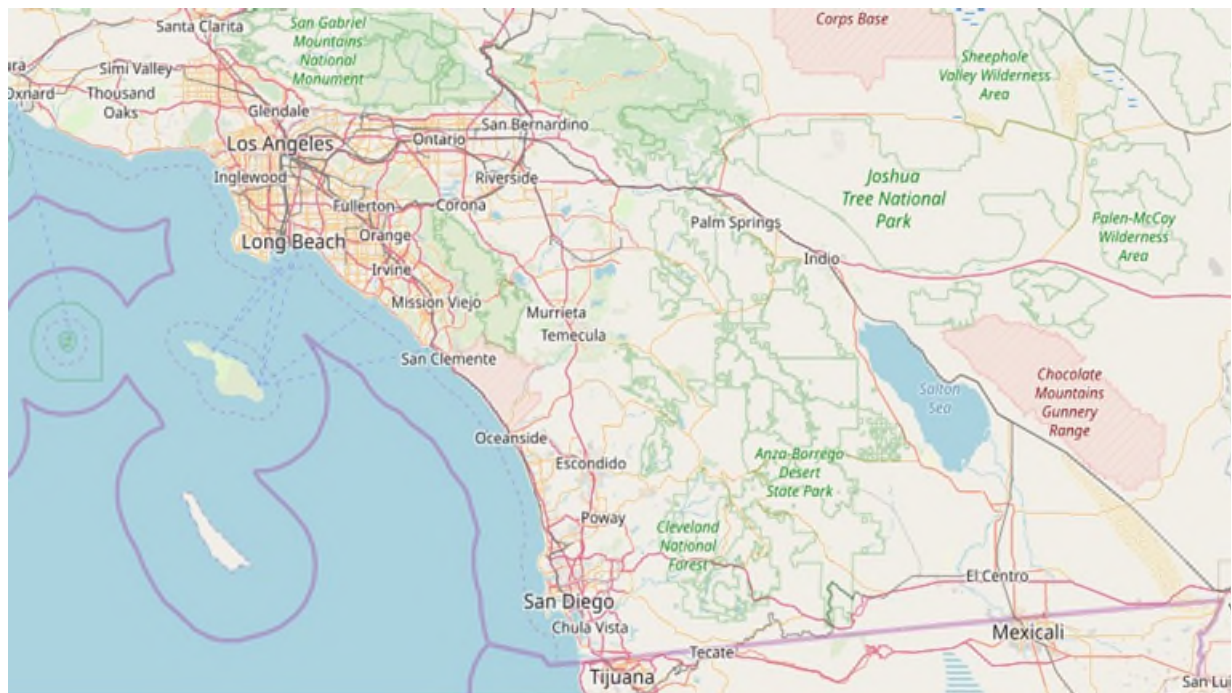 Santa Clarita
San Gabriel
Mountains
National
Monument
Corps Base
Sheephole
Valley Wilderness
Area
ura
Simi Valley
Oxnard
Thousand
Oaks
Glendale
San Bernardino
Los Angeles
Ontario
Inglewood
Riverside
Joshua
Tree National
Park
Fullerton
Corona
Palm Springs
Palen-McCoy
Wilderness
Area
Long Beach
Orange
Indio
Irvine
Mission Viejo
Murrieta
Temecula
San Clemente
Salton
Sea
Chocolate
Mountains
Gunnery
Range
Oceanside
Escondido
Anza-Borrego
Desert
State Park
Poway
Cleveland
National
Forest
El Centro
San Diego
Chula Vista
Mexicali
Tecate
Tijuana
San Lu